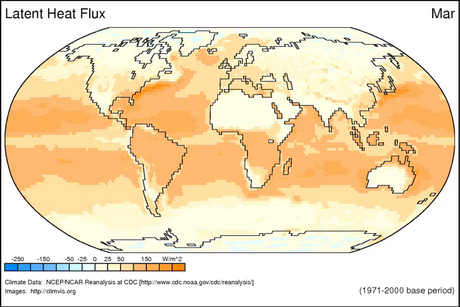 Latent Heat Flux
Mar
-250 -150 -50 -25 0 25 50 150 W/m^2
Climate Data: NCEP/NCAR Reanalysis at CDC [http://www.cdc.noaa.gov/cdc/reanalysis/]
Images: http://climvis.org
(1971-2000 base period)